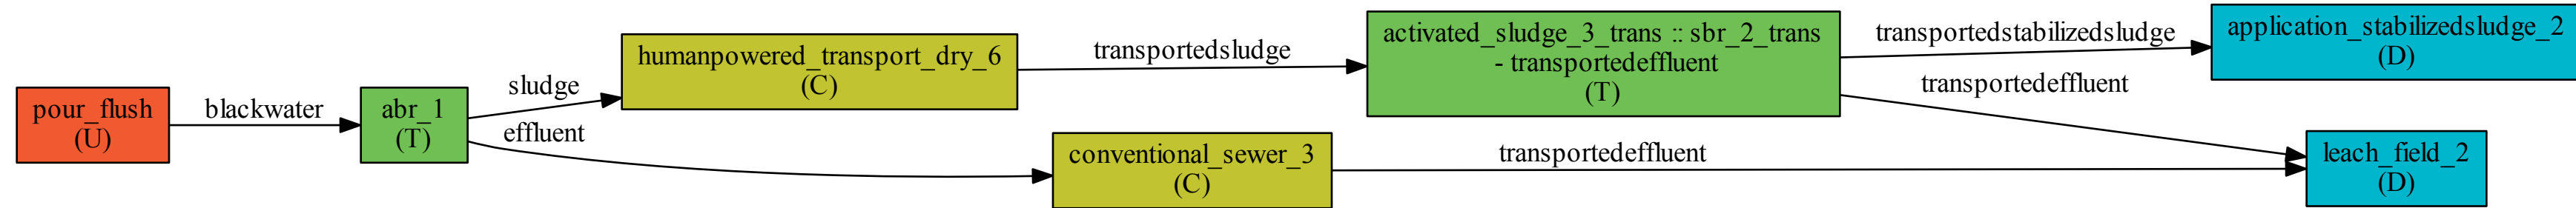 pour_flush
(U)
blackwater
abr_1
(T)
sludge
effluent
humanpowered_transport_dry_6
(C)
transportedsludge
conventional_sewer_3
(C)
transportedeffluent
activated_sludge_3_trans :: sbr_2_trans
- transportedeffluent
(T)
transportedstabilizedsludge
transportedeffluent
application_stabilizedsludge_2
(D)
leach_field_2
(D)